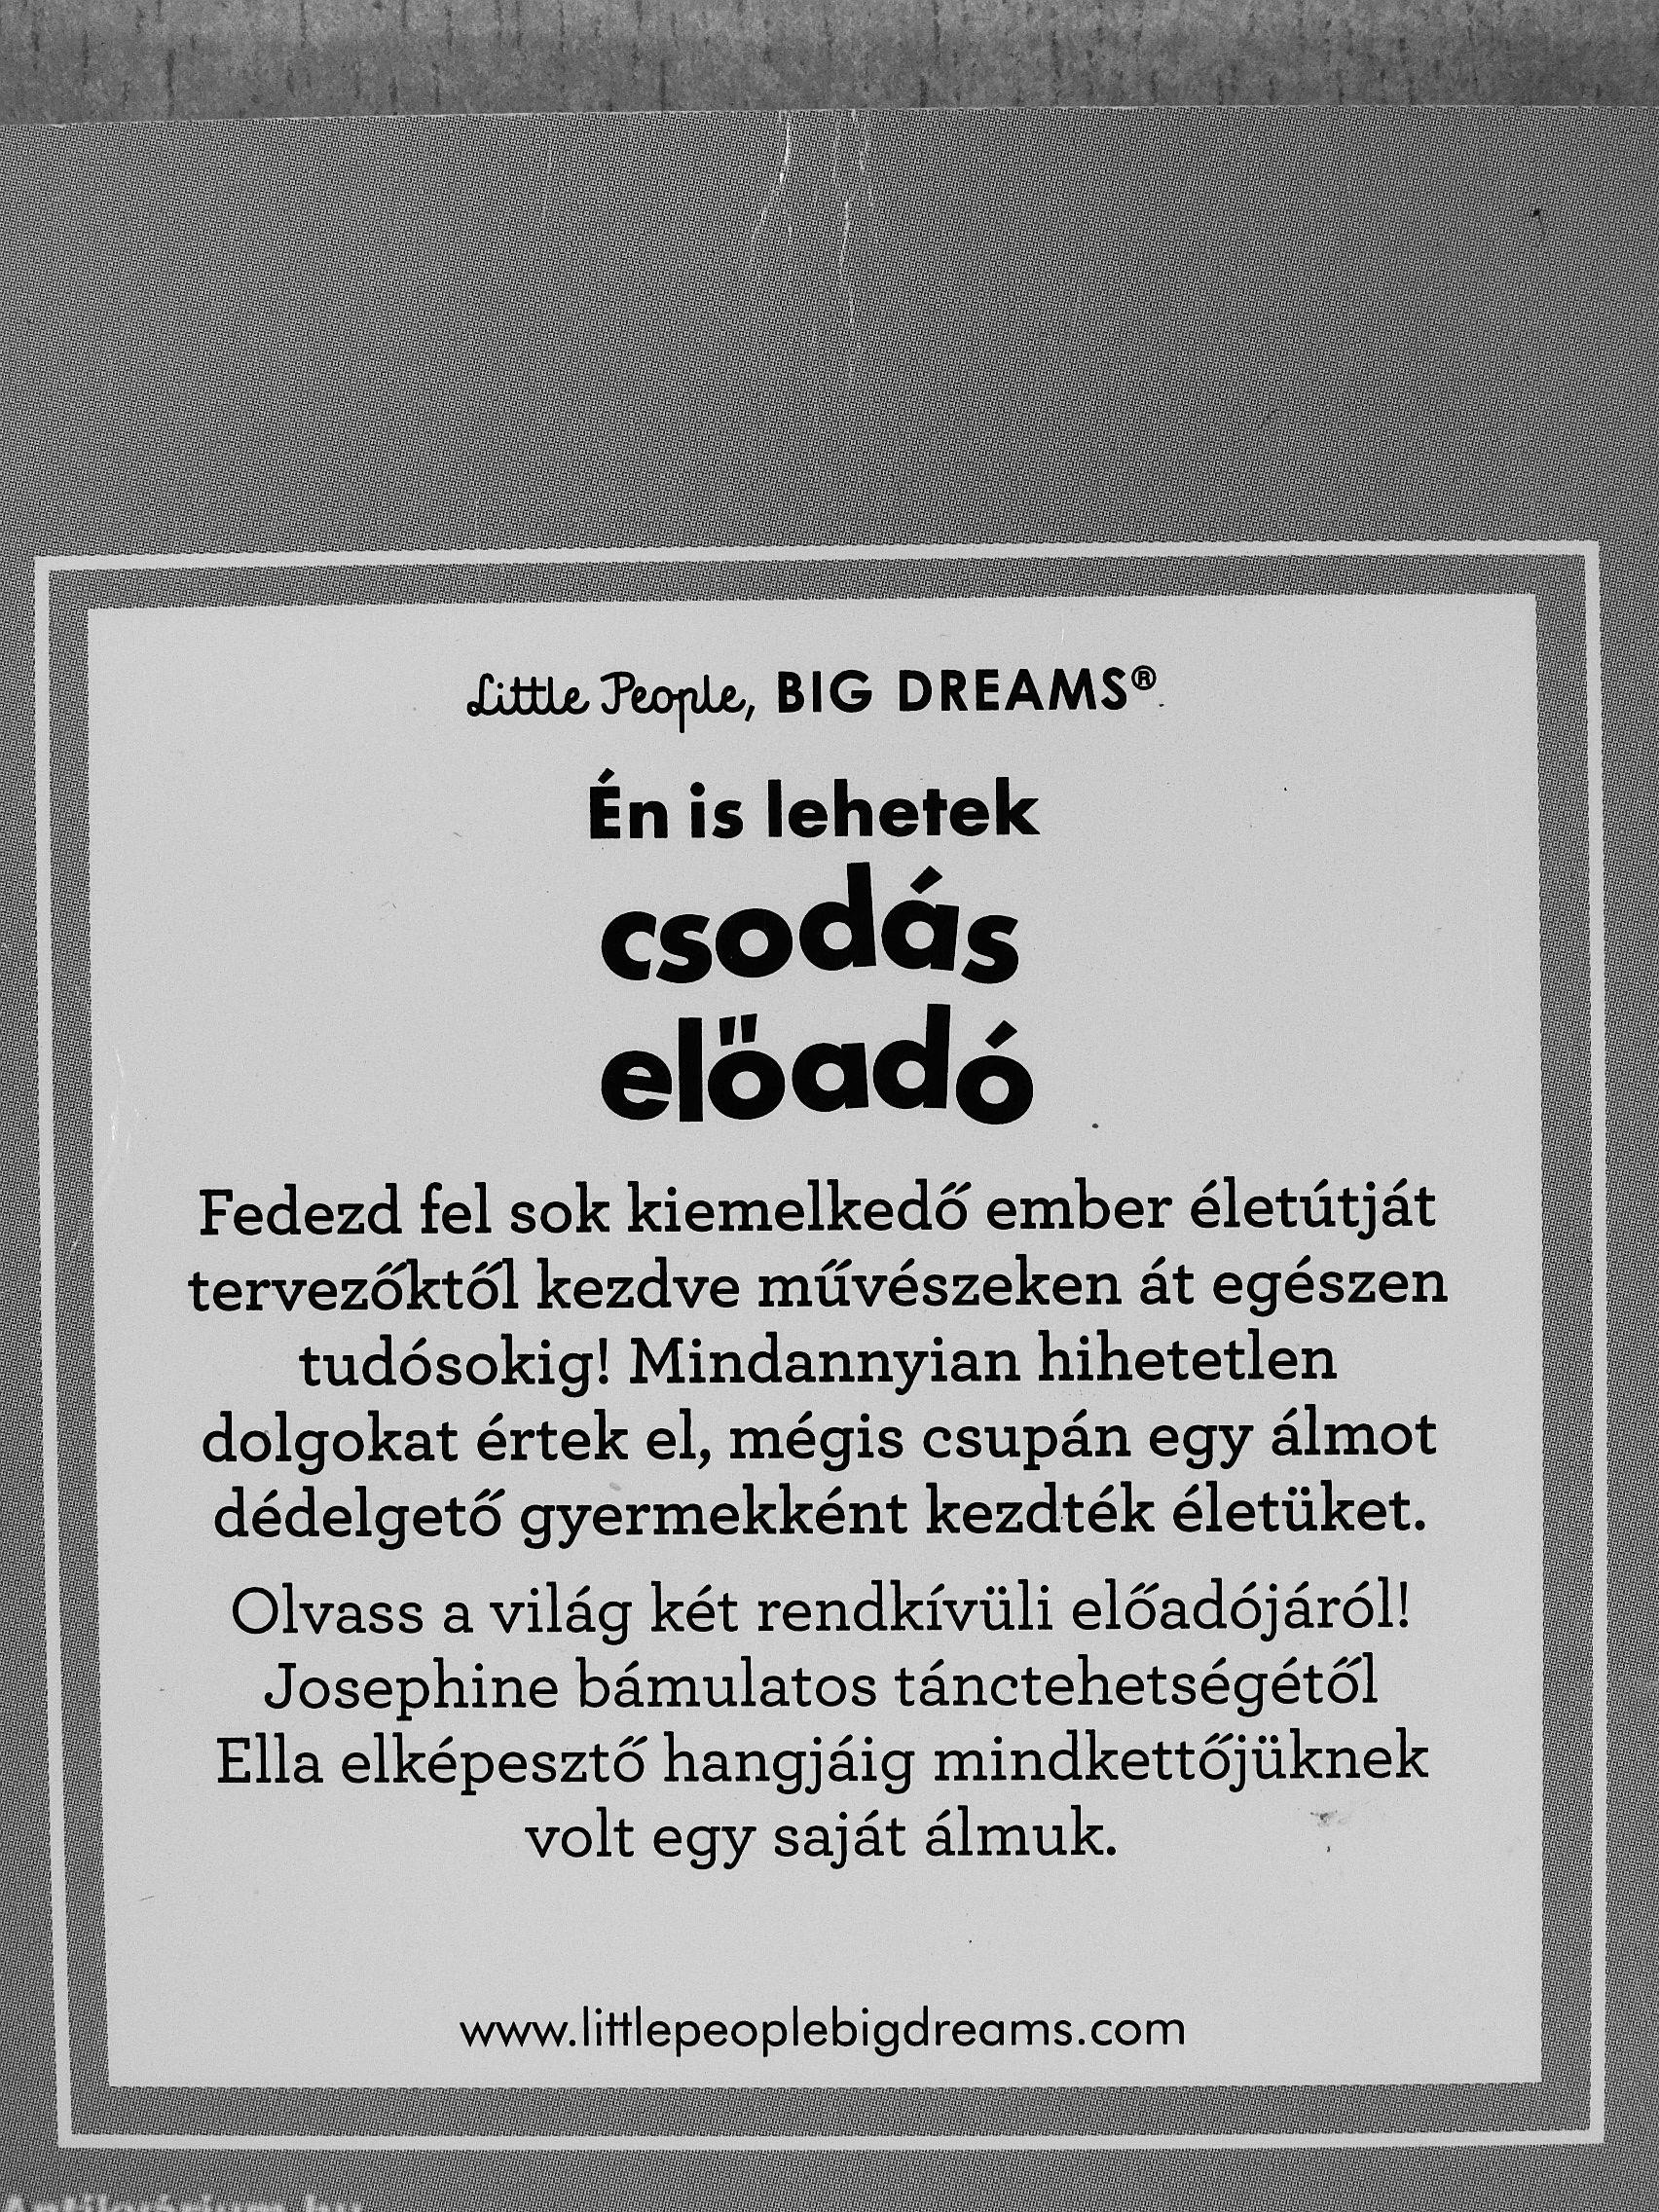 Little People, BIG DREAMS®
Én is lehetek
csodás
előadó
Fedezd fel sok kiemelkedő ember életútját
tervezőktől kezdve művészeken át egészen
tudósokig! Mindannyian hihetetlen
dolgokat értek el, mégis csupán egy álmot
dédelgető gyermekként kezdték életüket.
Olvass a világ két rendkívüli előadójáról!
Josephine bámulatos tánctehetségétől
Ella elképesztő hangjáig mindkettőjüknek
volt egy saját álmuk.
www.littlepeoplebigdreams.com